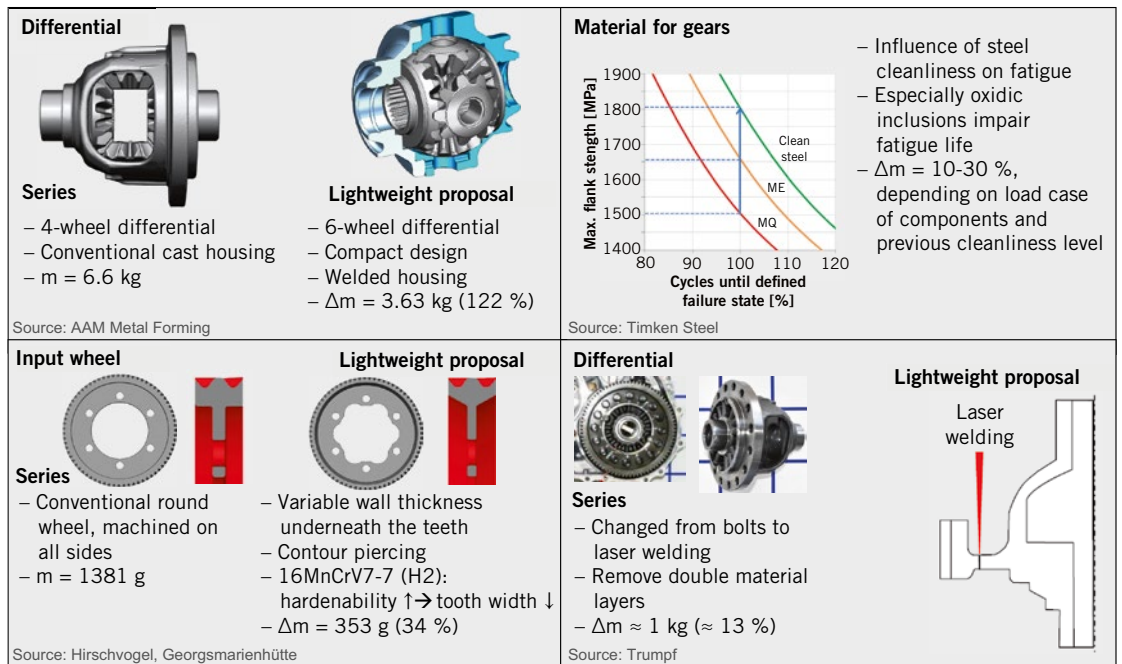 Differential
Series
– 4-wheel differential
– Conventional cast housing
– m = 6.6 kg
Lightweight proposal
– 6-wheel differential
– Compact design
– Welded housing
– Δm = 3.63 kg (122 %)
Source: AAM Metal Forming
Material for gears
Max. flank stength [MPa]
1900
1800
1700
1600
1500
1400
80 90 100 110 120
Cycles until defined
failure state [%]
Clean
steel
ME
MQ
– Influence of steel
cleanliness on fatigue
– Especially oxidic
inclusions impair
fatigue life
– Δm = 10-30 %,
depending on load case
of components and
previous cleanliness level
Source: Timken Steel
Input wheel
Series
– Conventional round
wheel, machined on
all sides
– m = 1381 g
Lightweight proposal
– Variable wall thickness
underneath the teeth
– Contour piercing
– 16MnCrV7-7 (H2):
hardenability ↑→ tooth width ↓
– Δm = 353 g (34 %)
Source: Hirschvogel, Georgsmarienhütte
Differential
Series
– Changed from bolts to
laser welding
– Remove double material
layers
– Δm ≈ 1 kg (≈ 13 %)
Lightweight proposal
Laser
welding
Source: Trumpf